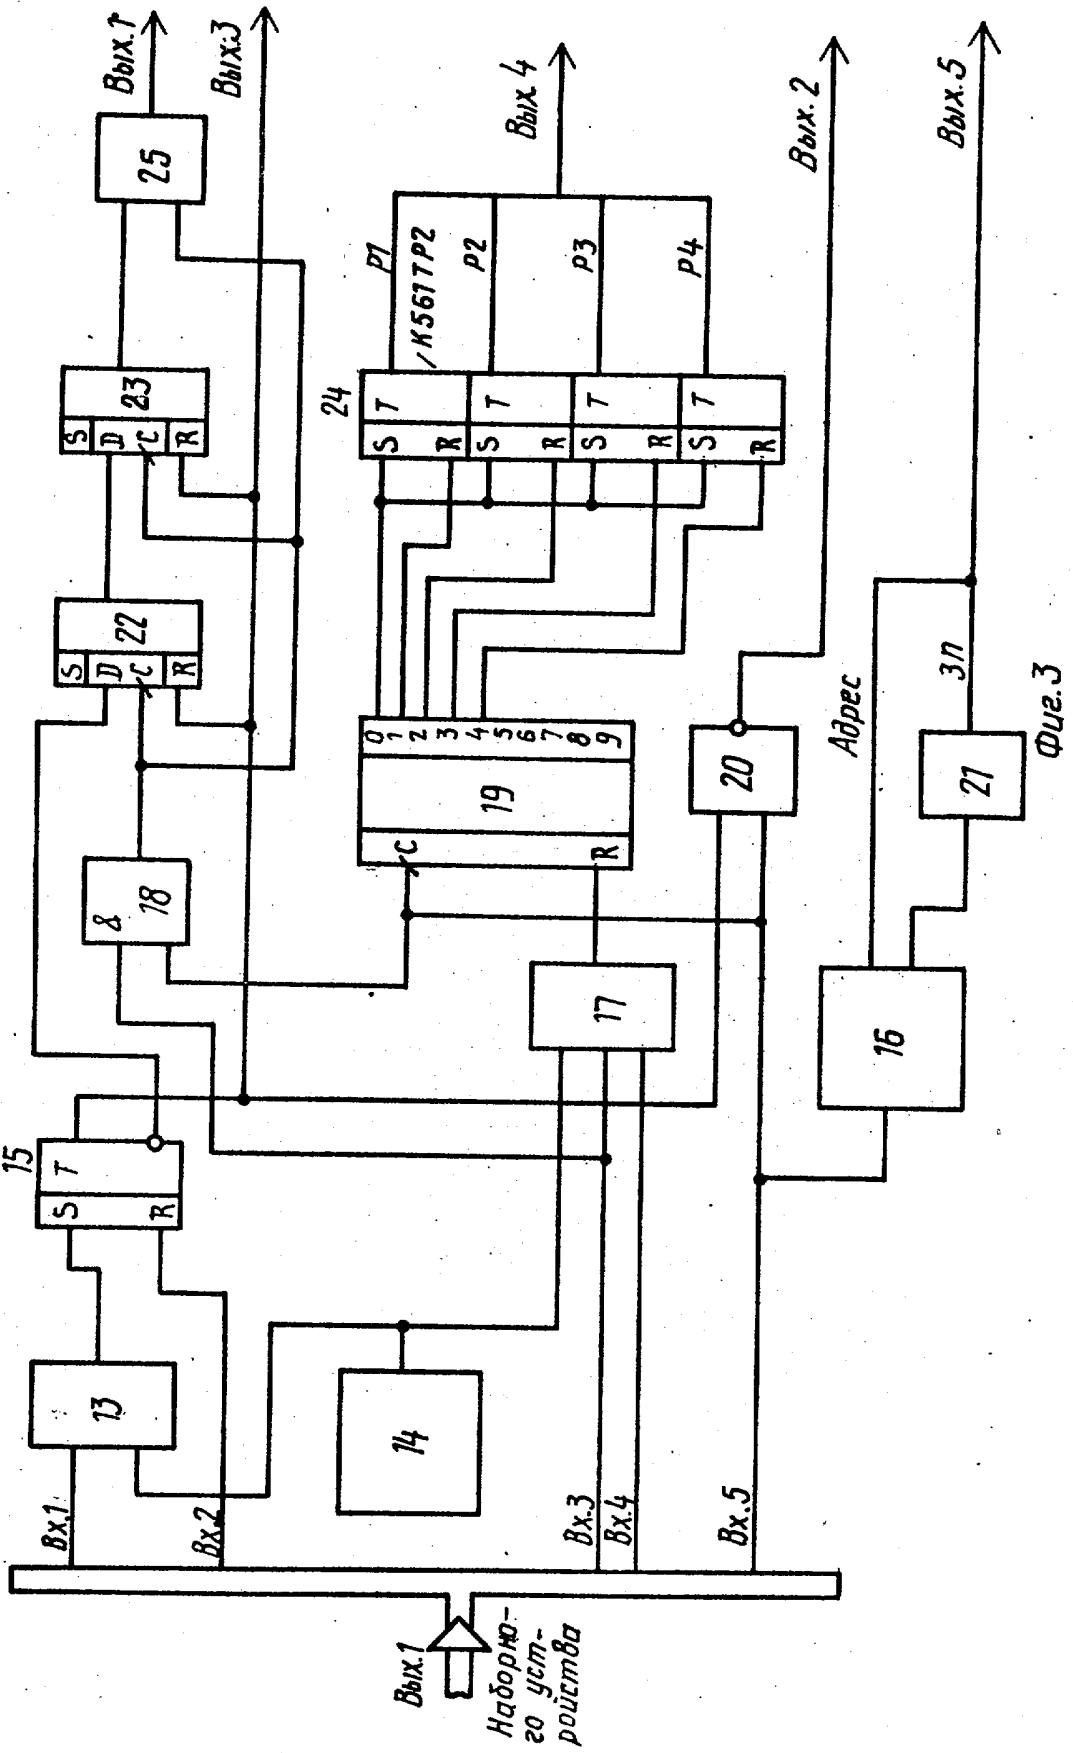 Вых.1
Наборно-
го уст-
ройства
Вх.1
Вх.2
Вх.3
Вх.4
Вх.5
13
14
15
S
R
T
16
17
&
18
C
R
19
0
1
2
3
4
5
6
7
8
9
20
21
S
D
C
R
22
S
D
C
R
23
24
S
R
T
S
R
T
S
R
T
S
R
T
К561ТР2
P1
P2
P3
P4
25
Адрес
ЗП
Вых.1
Вых.3
Вых.4
Вых.2
Вых.5
Фиг.3